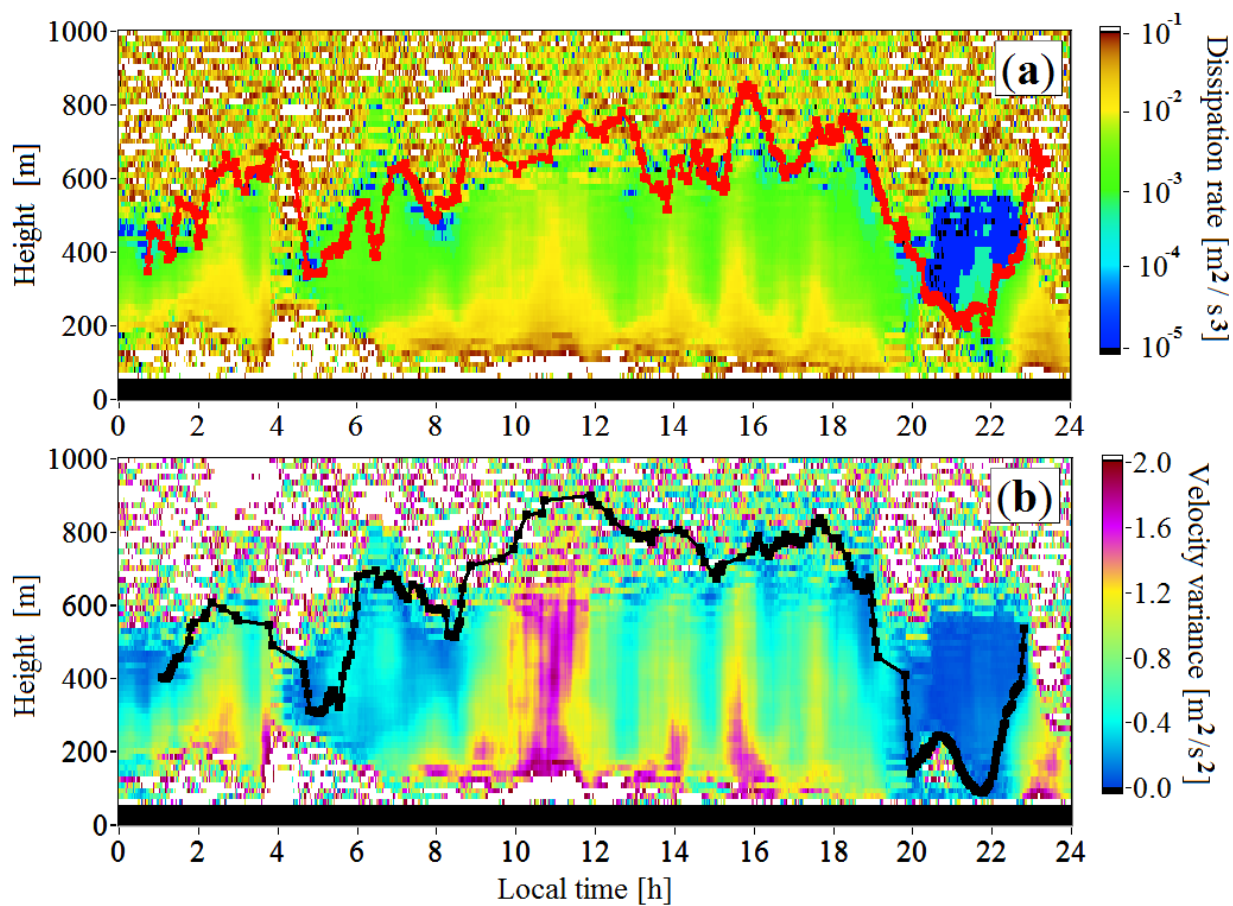 (a)
1000
800
600
400
200
0
Height [m]
0 2 4 6 8 10 12 14 16 18 20 22 24
10-1
10-2
10-3
10-4
10-5
Dissipation rate [m2 / s3]
(b)
1000
800
600
400
200
0
Height [m]
0 2 4 6 8 10 12 14 16 18 20 22 24
Local time [h]
2.0
1.6
1.2
0.8
0.4
0.0
Velocity variance [m2/s2]